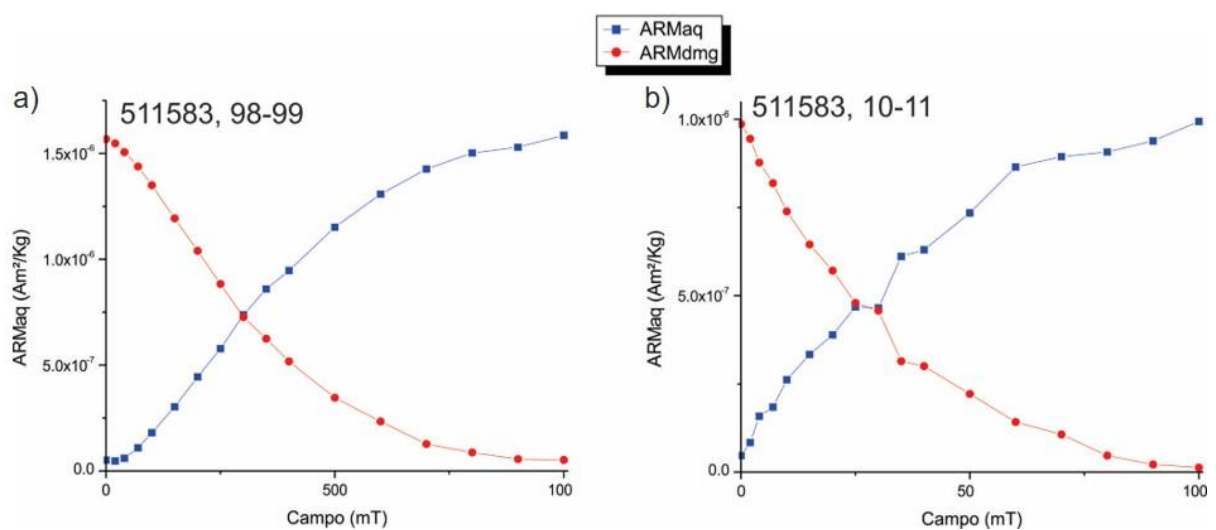 ARMaq
ARMdmg
a)
511583, 98-99
1.5x10⁻⁶
1.0x10⁻⁶
5.0x10⁻⁷
0.0
ARMaq (Am²/Kg)
0
500
100
Campo (mT)
b)
511583, 10-11
1.0x10⁻⁶
5.0x10⁻⁷
0.0
ARMaq (Am²/Kg)
0
50
100
Campo (mT)